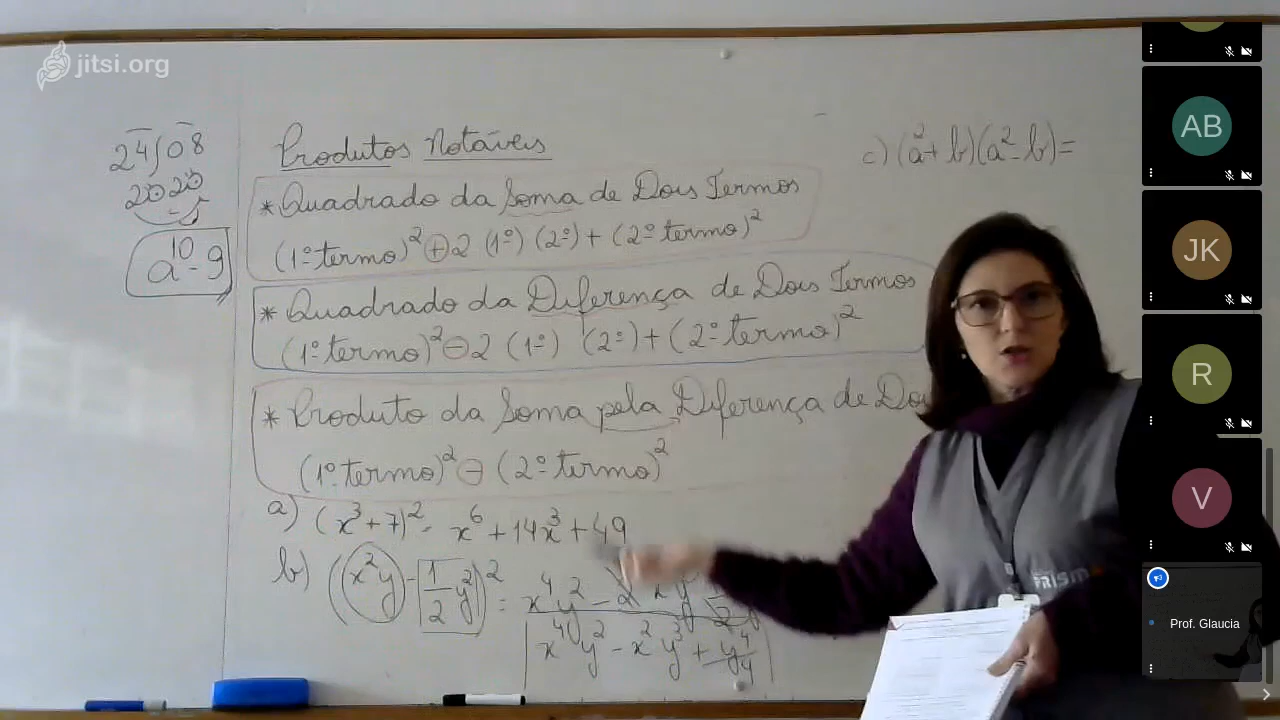 jitsi.org
24/08
2020
a¹⁰ - 9
Produtos Notáveis
* Quadrado da Soma de Dois Termos
(1º termo)² + 2 (1º) (2º) + (2º termo)²
* Quadrado da Diferença de Dois Termos
(1º termo)² - 2 (1º) (2º) + (2º termo)²
* Produto da Soma pela Diferença de
(1º termo)² - (2º termo)²
a) (x³ + 7)² = x⁶ + 14x³ + 49
b) (x²y - 1/2 y²)² = x⁴y² - 2
x⁴y² - x²y³ + y⁴/4
c) (a² + b)(a² - b) =
AB
JK
R
V
Prof. Glaucia
PRISM